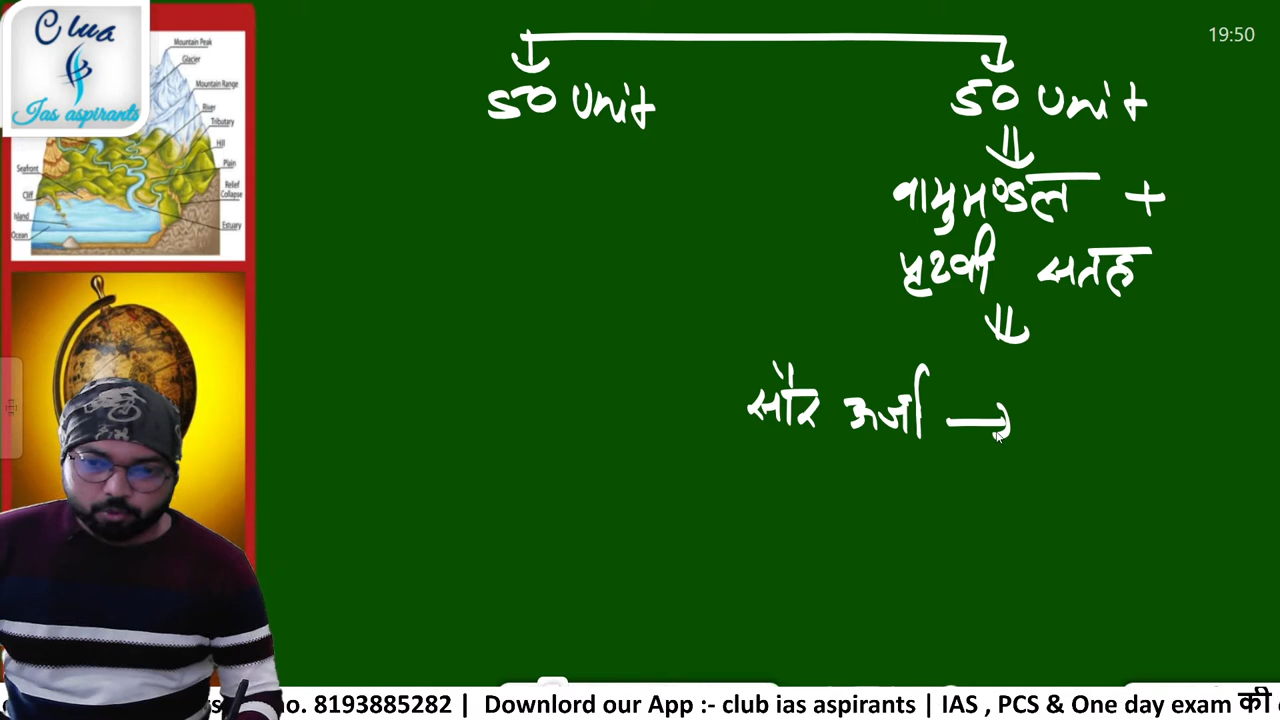 Clua
Ias aspirants
Mountain Peak
Glacier
Mountain Range
River
Tributary
Hill
Plain
Seafront
Relief
Collapse
Cliff
Island
Estuary
Ocean
19:50
50 Unit 50 Unit
वायुमण्डल +
पृथ्वी सतह
सौर ऊर्जा →
no. 8193885282 | Downlord our App :- club ias aspirants | IAS , PCS & One day exam की